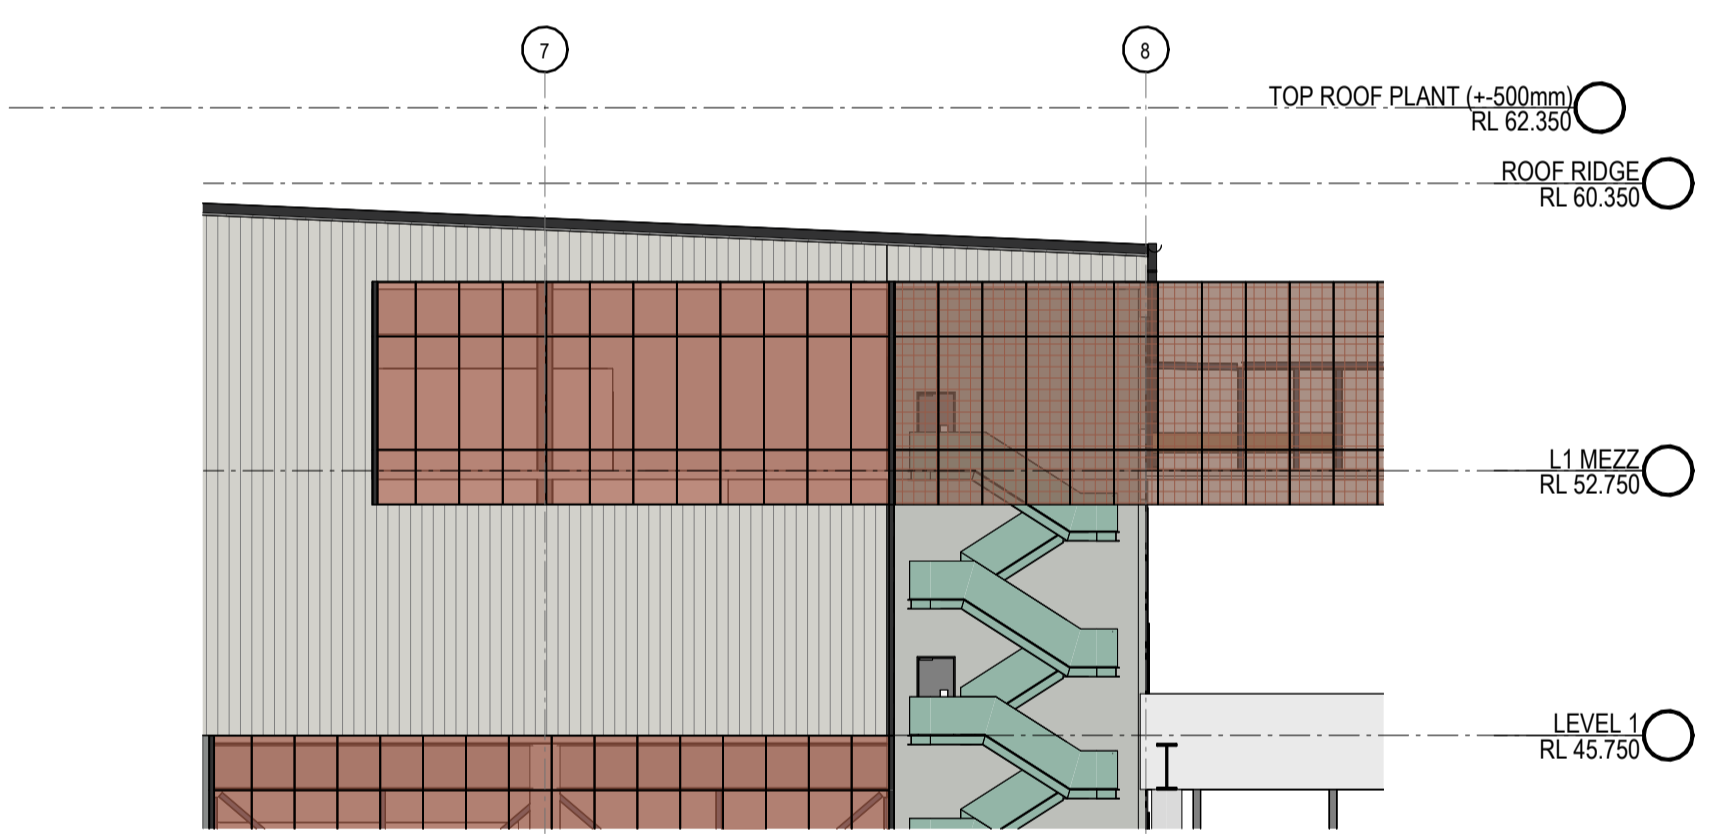 7
8
TOP ROOF PLANT (+-500mm)
RL 62.350
ROOF RIDGE
RL 60.350
L1 MEZZ
RL 52.750
LEVEL 1
RL 45.750